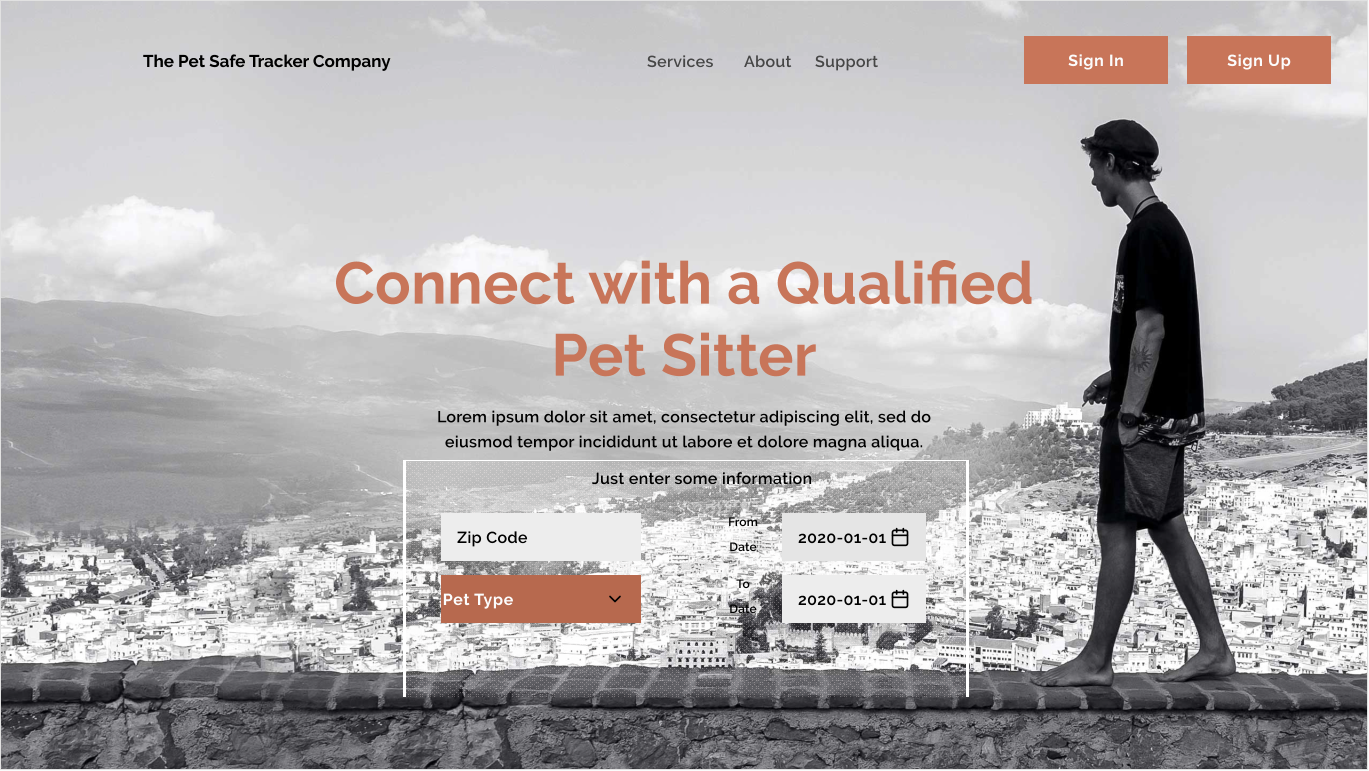 The Pet Safe Tracker Company
Services
About
Support
Sign In
Sign Up
Connect with a Qualified
Pet Sitter
Lorem ipsum dolor sit amet, consectetur adipiscing elit, sed do
eiusmod tempor incididunt ut labore et dolore magna aliqua.
Just enter some information
Zip Code
From
Date
2020-01-01
Pet Type
To
Date
2020-01-01